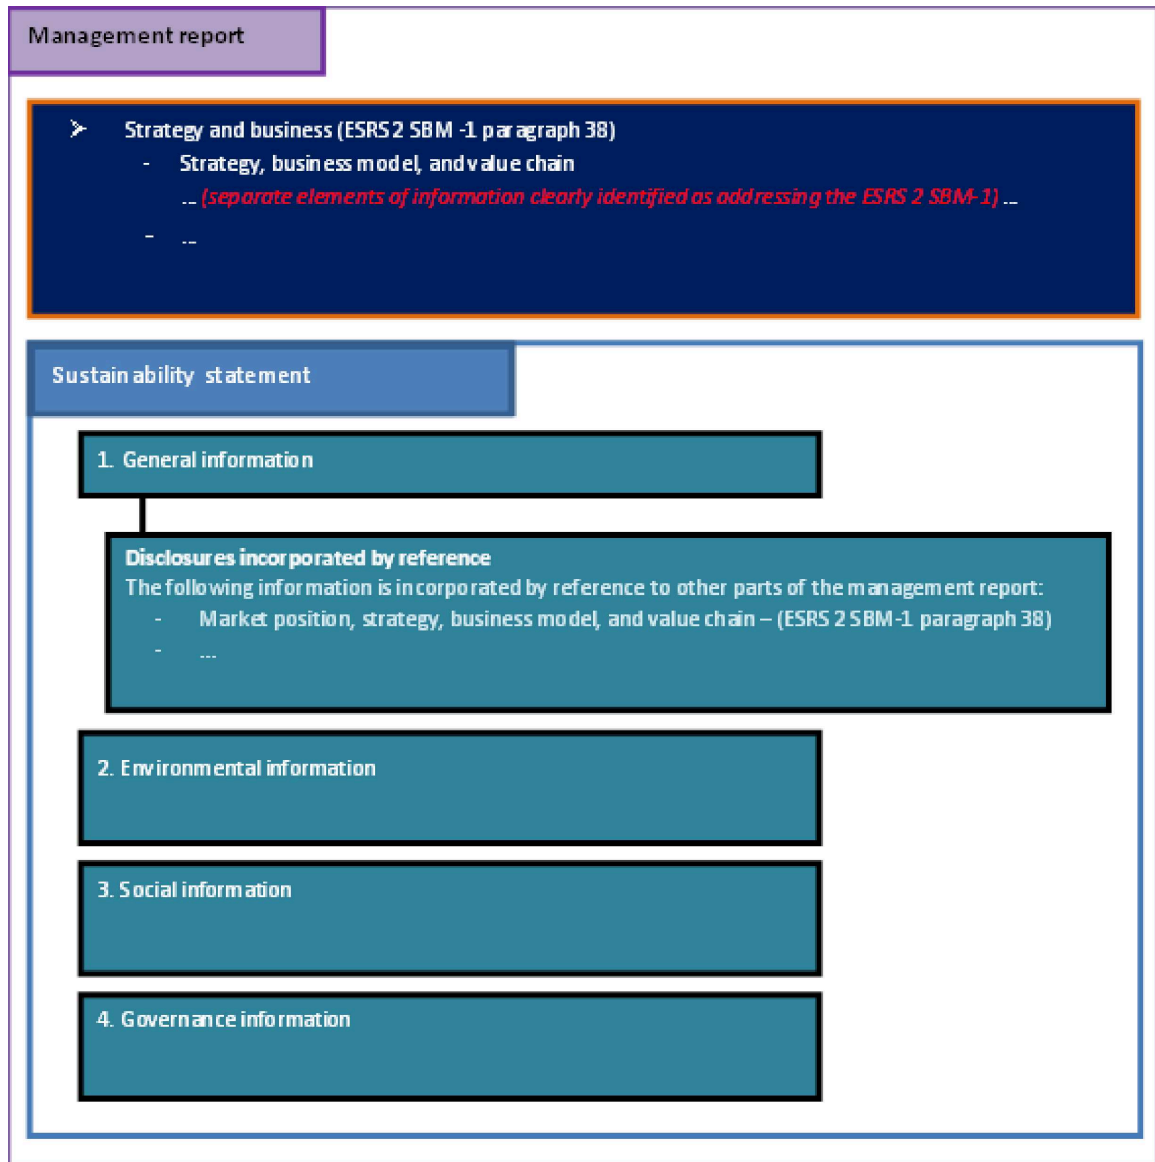 Management report
➢ Strategy and business (ESRS 2 SBM -1 paragraph 38)
- Strategy, business model, and value chain
... (separate elements of information clearly identified as addressing the ESRS 2 SBM-1) ...
- ...
Sustainability statement
1. General information
Disclosures incorporated by reference
The following information is incorporated by reference to other parts of the management report:
- Market position, strategy, business model, and value chain – (ESRS 2 SBM-1 paragraph 38)
- ...
2. Environmental information
3. Social information
4. Governance information